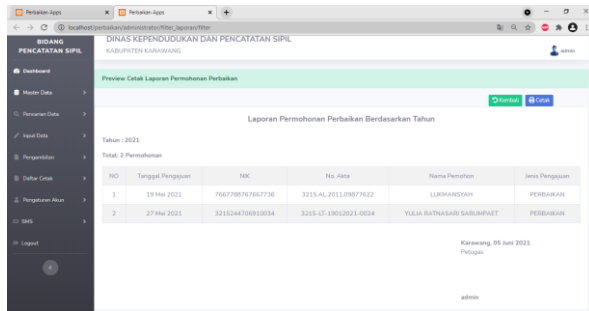 Perbaikan Apps
Perbaikan Apps
localhost/perbaikan/administrator/filter_laporan/filter
BIDANG
PENCATATAN SIPIL
DINAS KEPENDUDUKAN DAN PENCATATAN SIPIL
KABUPATEN KARAWANG
admin
Dashboard
Master Data
Pencarian Data
Input Data
Pengambilan
Daftar Cetak
Pengaturan Akun
SMS
Logout
Preview Cetak Laporan Permohonan Perbaikan
Kembali Cetak
Laporan Permohonan Perbaikan Berdasarkan Tahun
Tahun : 2021
Total: 2 Permohonan
NO Tanggal Pengajuan NIK No. Akta Nama Pemohon Jenis Pengajuan
1 19 Mei 2021 7667788767667736 3215.AL.2011.09877622 LUKMANSYAH PERBAIKAN
2 27 Mei 2021 3215244706910034 3215-LT-19012021-0024 YULIA RATNASARI SARUMPAET PERBAIKAN
Karawang, 05 Juni 2021
Petugas
admin